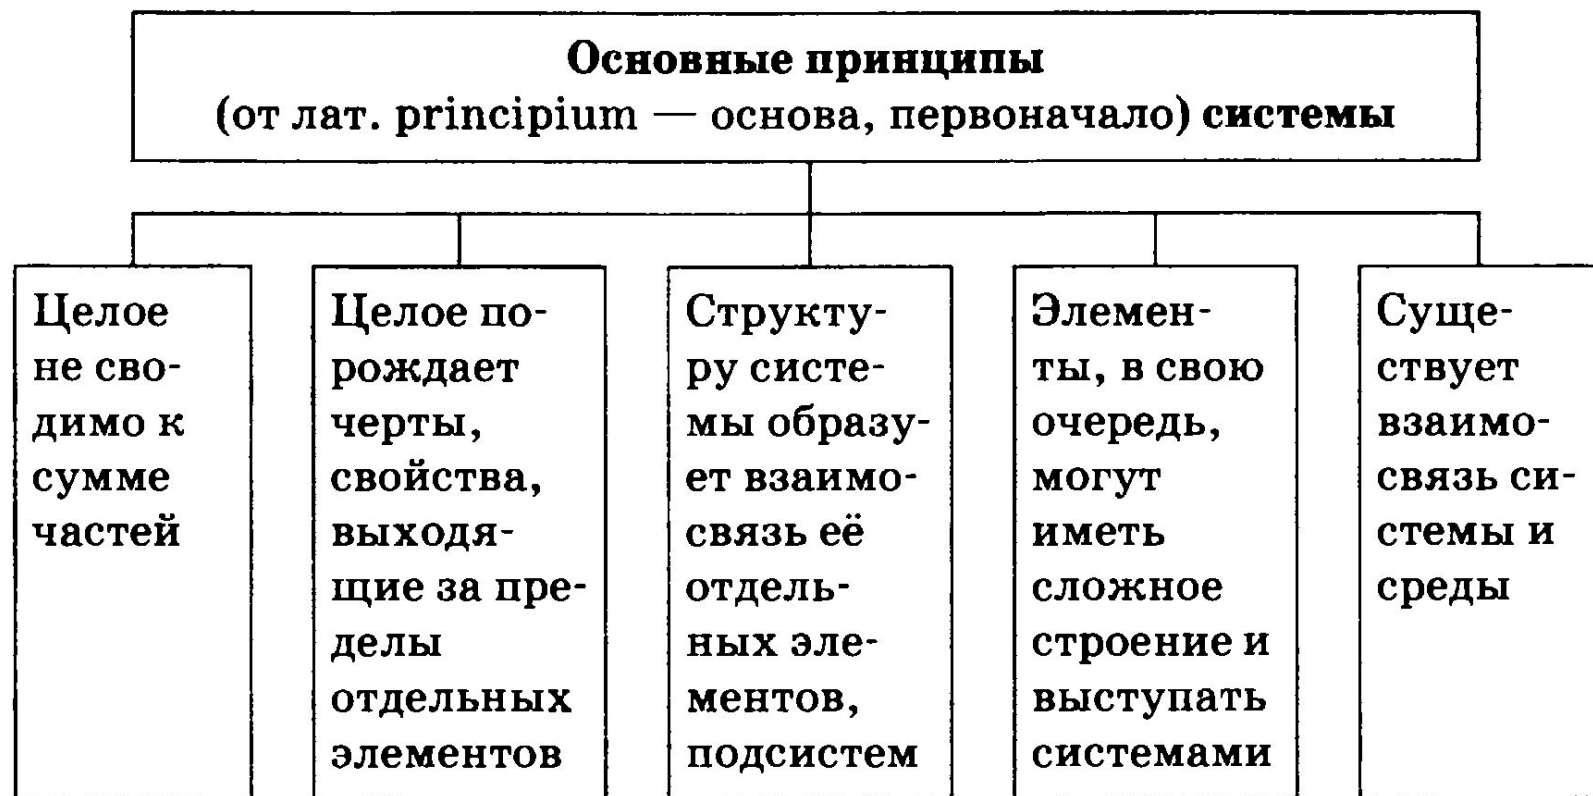 Основные принципы
(от лат. principium — основа, первоначало) системы
Целое
не сво-
димо к
сумме
частей
Целое по-
рождает
черты,
свойства,
выходя-
щие за пре-
делы
отдельных
элементов
Структу-
ру систе-
мы образу-
ет взаимо-
связь её
отдель-
ных эле-
ментов,
подсистем
Элемен-
ты, в свою
очередь,
могут
иметь
сложное
строение и
выступать
системами
Суще-
ствует
взаимо-
связь си-
стемы и
среды